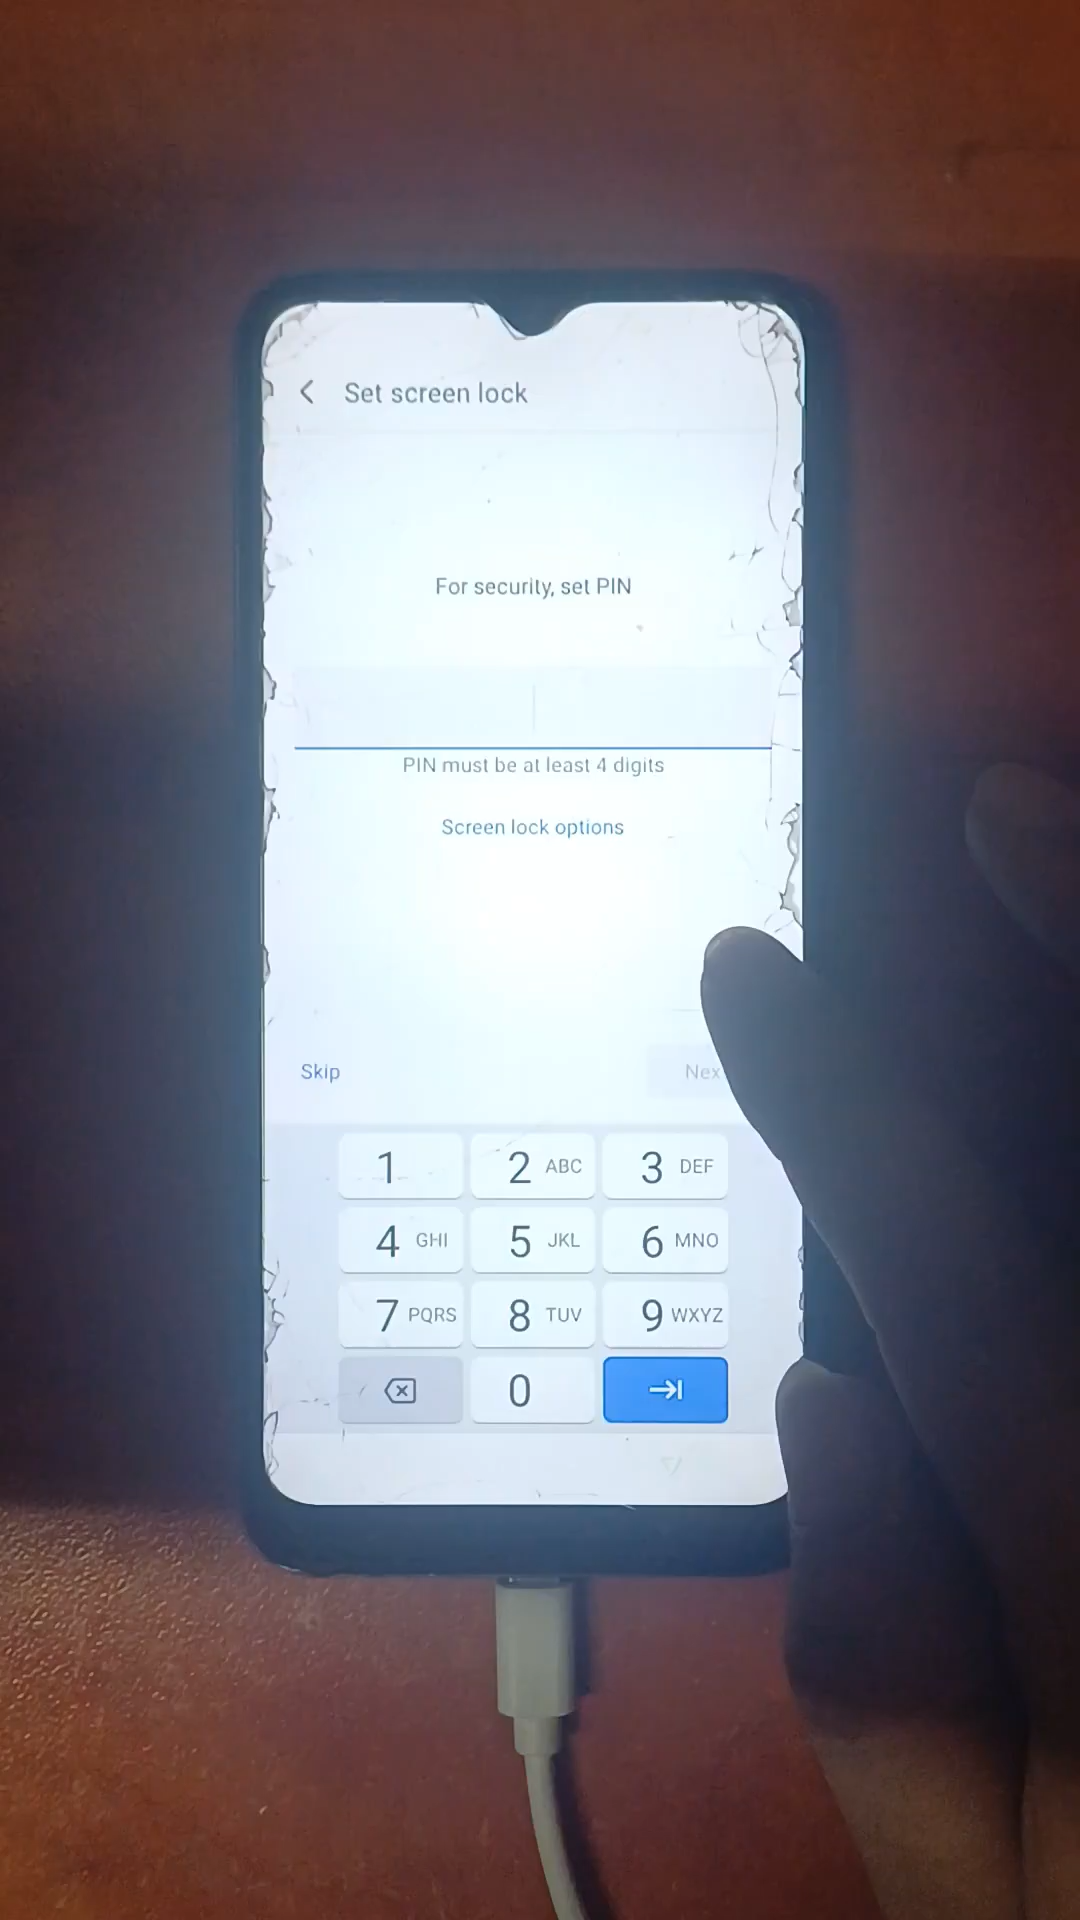 Set screen lock
For security, set PIN
PIN must be at least 4 digits
Screen lock options
Skip Nex
1 2 ABC 3 DEF
4 GHI 5 JKL 6 MNO
7 PQRS 8 TUV 9 WXYZ
0